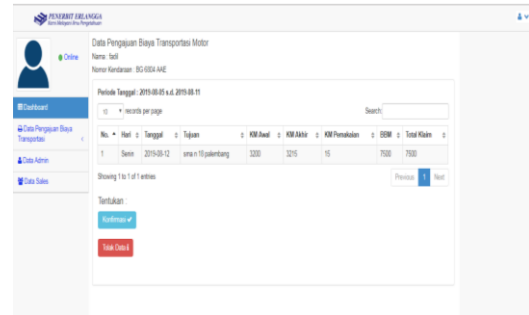 PENERBIT ERLANGGA
Kami Melayani Ilmu Pengetahuan
Online
Dashboard
Data Pengajuan Biaya Transportasi
Data Admin
Data Sales
Data Pengajuan Biaya Transportasi Motor
Nama : fadil
Nomor Kendaraan : BG 6004 AAE
Periode Tanggal : 2019-08-05 s.d. 2019-08-11
10 records per page
Search:
No. Hari Tanggal Tujuan KM Awal KM Akhir KM Pemakaian BBM Total Klaim
1 Senin 2019-08-12 sma n 18 palembang 3200 3215 15 7500 7500
Showing 1 to 1 of 1 entries
Previous 1 Next
Tentukan :
Konfirmasi
Tolak Data